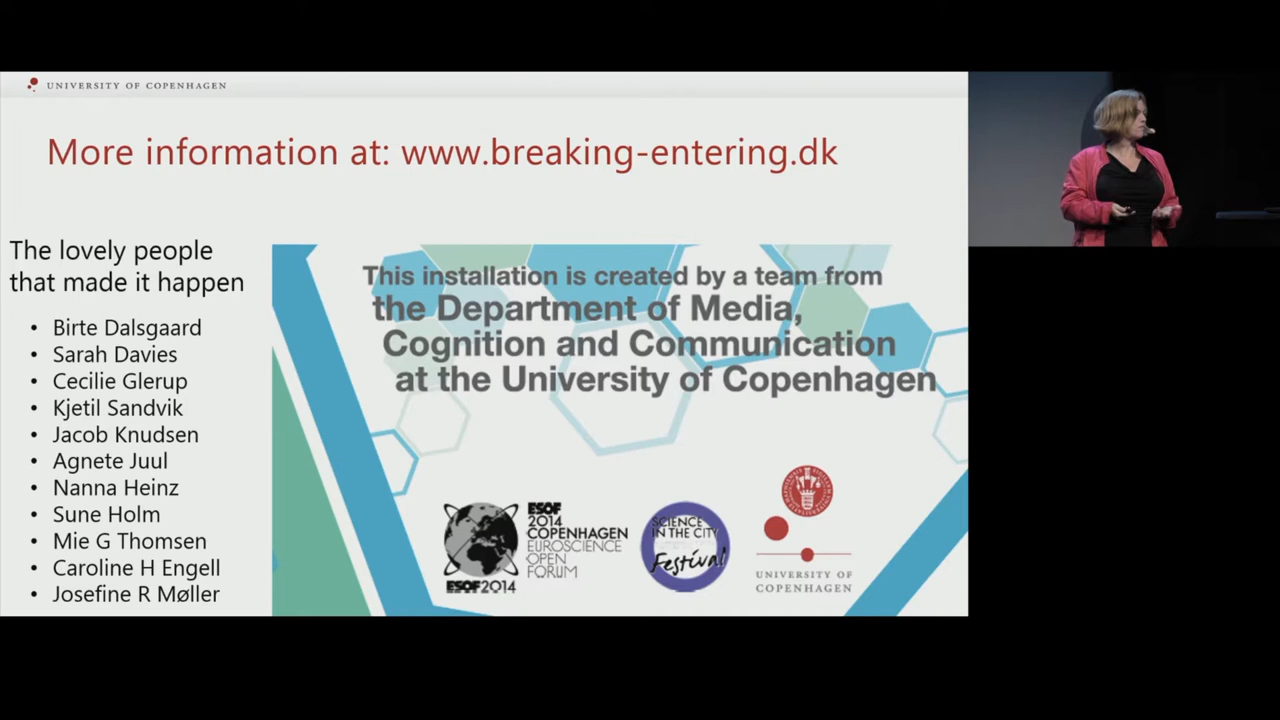 UNIVERSITY OF COPENHAGEN
More information at: www.breaking-entering.dk
The lovely people
that made it happen
• Birte Dalsgaard
• Sarah Davies
• Cecilie Glerup
• Kjetil Sandvik
• Jacob Knudsen
• Agnete Juul
• Nanna Heinz
• Sune Holm
• Mie G Thomsen
• Caroline H Engell
• Josefine R Møller
This installation is created by a team from
the Department of Media,
Cognition and Communication
at the University of Copenhagen
ESOF
2014
COPENHAGEN
EUROSCIENCE
OPEN
FORUM
ESOF2014
SCIENCE
IN THE CITY
Festival
UNIVERSITY OF
COPENHAGEN